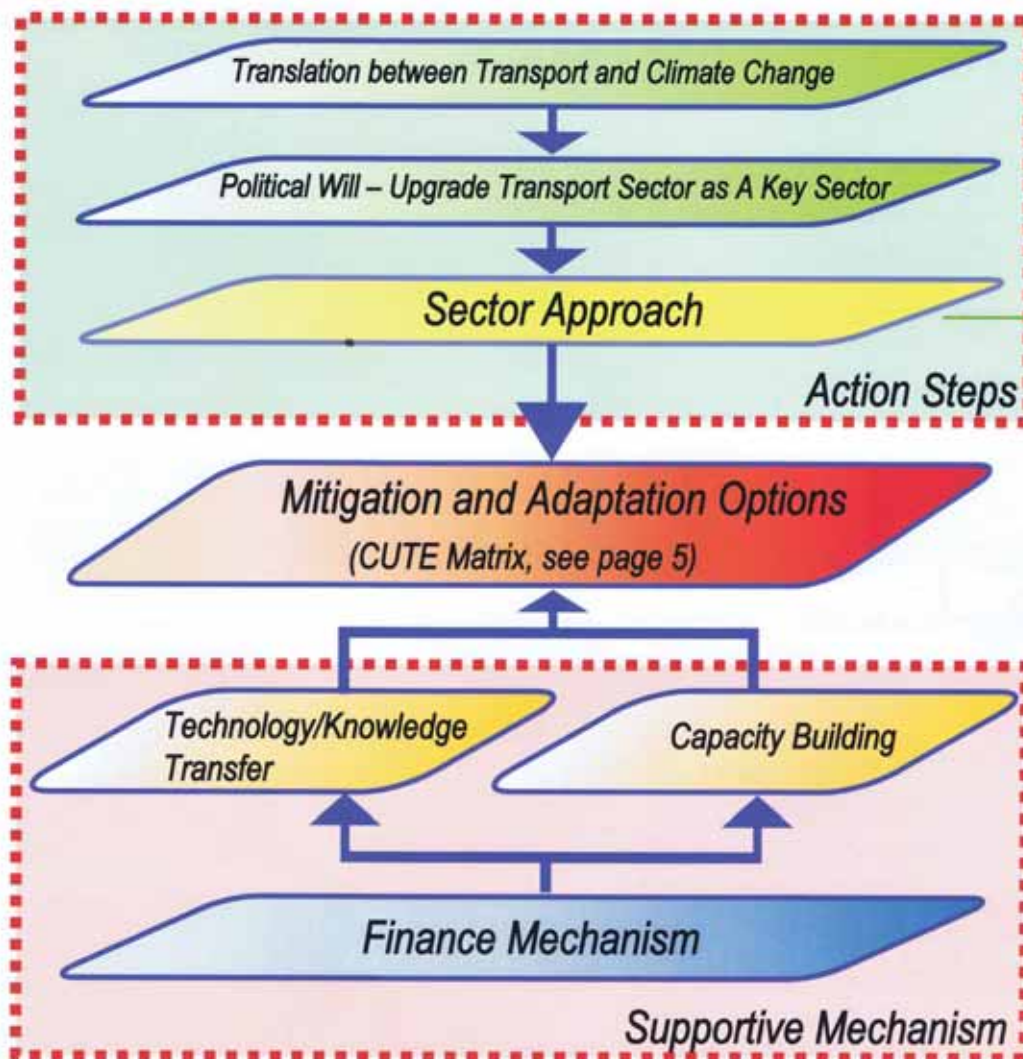 Translation between Transport and Climate Change
Political Will – Upgrade Transport Sector as A Key Sector
Sector Approach
Action Steps
Mitigation and Adaptation Options
(CUTE Matrix, see page 5)
Technology/Knowledge
Transfer
Capacity Building
Finance Mechanism
Supportive Mechanism